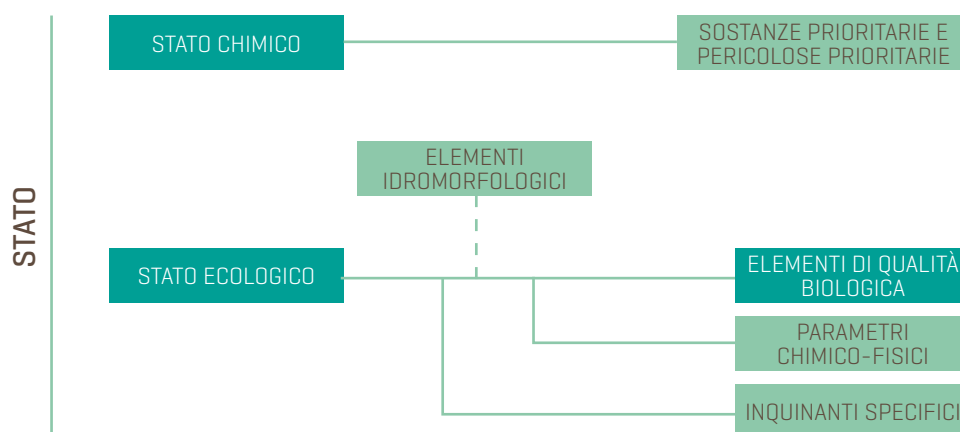 STATO
STATO CHIMICO
SOSTANZE PRIORITARIE E
PERICOLOSE PRIORITARIE
ELEMENTI
IDROMORFOLOGICI
STATO ECOLOGICO
ELEMENTI DI QUALITÀ
BIOLOGICA
PARAMETRI
CHIMICO-FISICI
INQUINANTI SPECIFICI